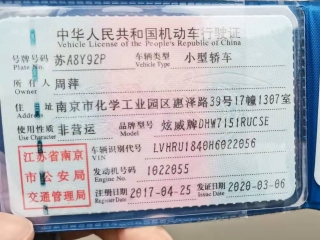 中华人民共和国机动车行驶证
Vehicle License of the People's Republic of China
号牌号码 苏A8Y92P 车辆类型 小型轿车
Plate No. Vehicle Type
所有人 周萍
Owner
住址 南京市化学工业园区惠泽路39号17幢1307室
Address
使用性质 非营运 品牌型号 炫威牌DHW7151RUCSE
Use Character Model
江苏省南京
市公安局
交通管理局
车辆识别代号 LVHRU1840H6022056
VIN
发动机号码 1022055
Engine No.
注册日期 2017-04-25 发证日期 2020-03-06
Register Date Issue Date